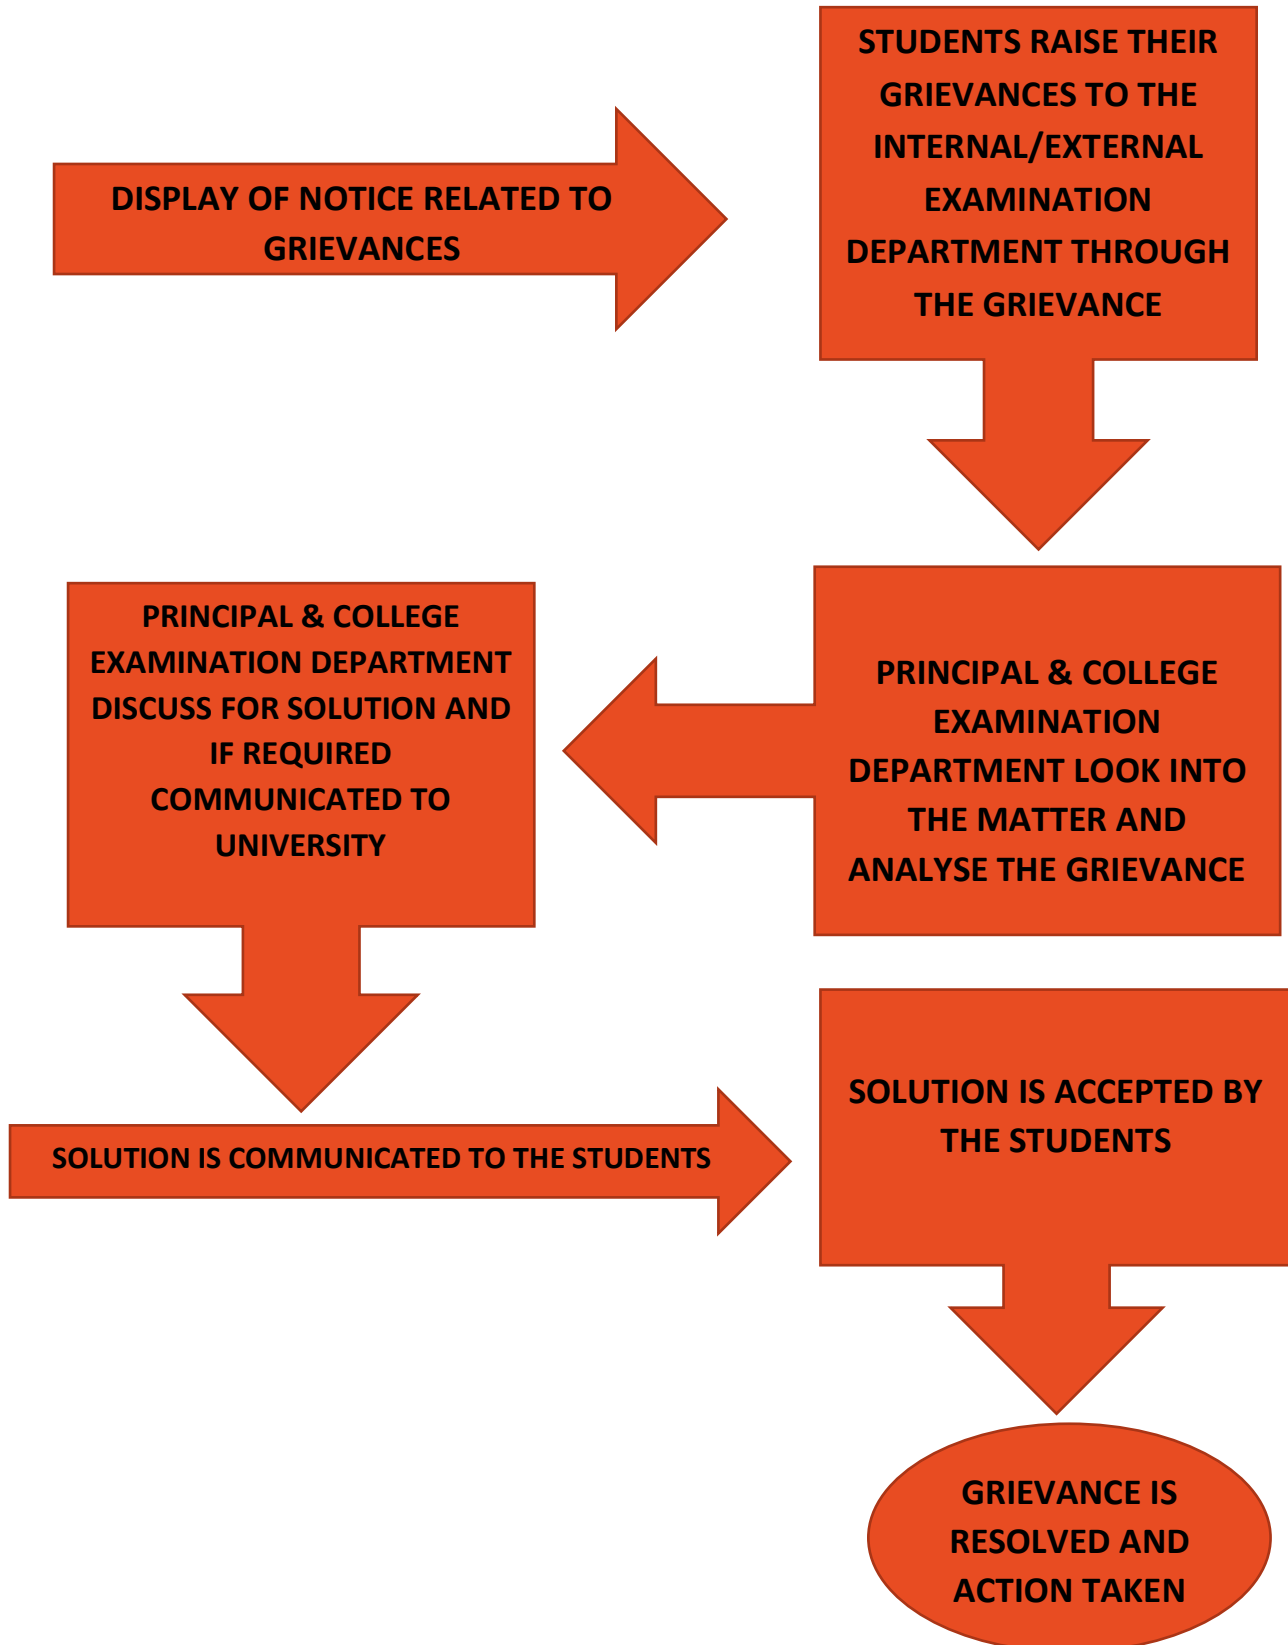 DISPLAY OF NOTICE RELATED TO
GRIEVANCES
STUDENTS RAISE THEIR
GRIEVANCES TO THE
INTERNAL/EXTERNAL
EXAMINATION
DEPARTMENT THROUGH
THE GRIEVANCE
PRINCIPAL & COLLEGE
EXAMINATION
DEPARTMENT LOOK INTO
THE MATTER AND
ANALYSE THE GRIEVANCE
PRINCIPAL & COLLEGE
EXAMINATION DEPARTMENT
DISCUSS FOR SOLUTION AND
IF REQUIRED
COMMUNICATED TO
UNIVERSITY
SOLUTION IS COMMUNICATED TO THE STUDENTS
SOLUTION IS ACCEPTED BY
THE STUDENTS
GRIEVANCE IS
RESOLVED AND
ACTION TAKEN